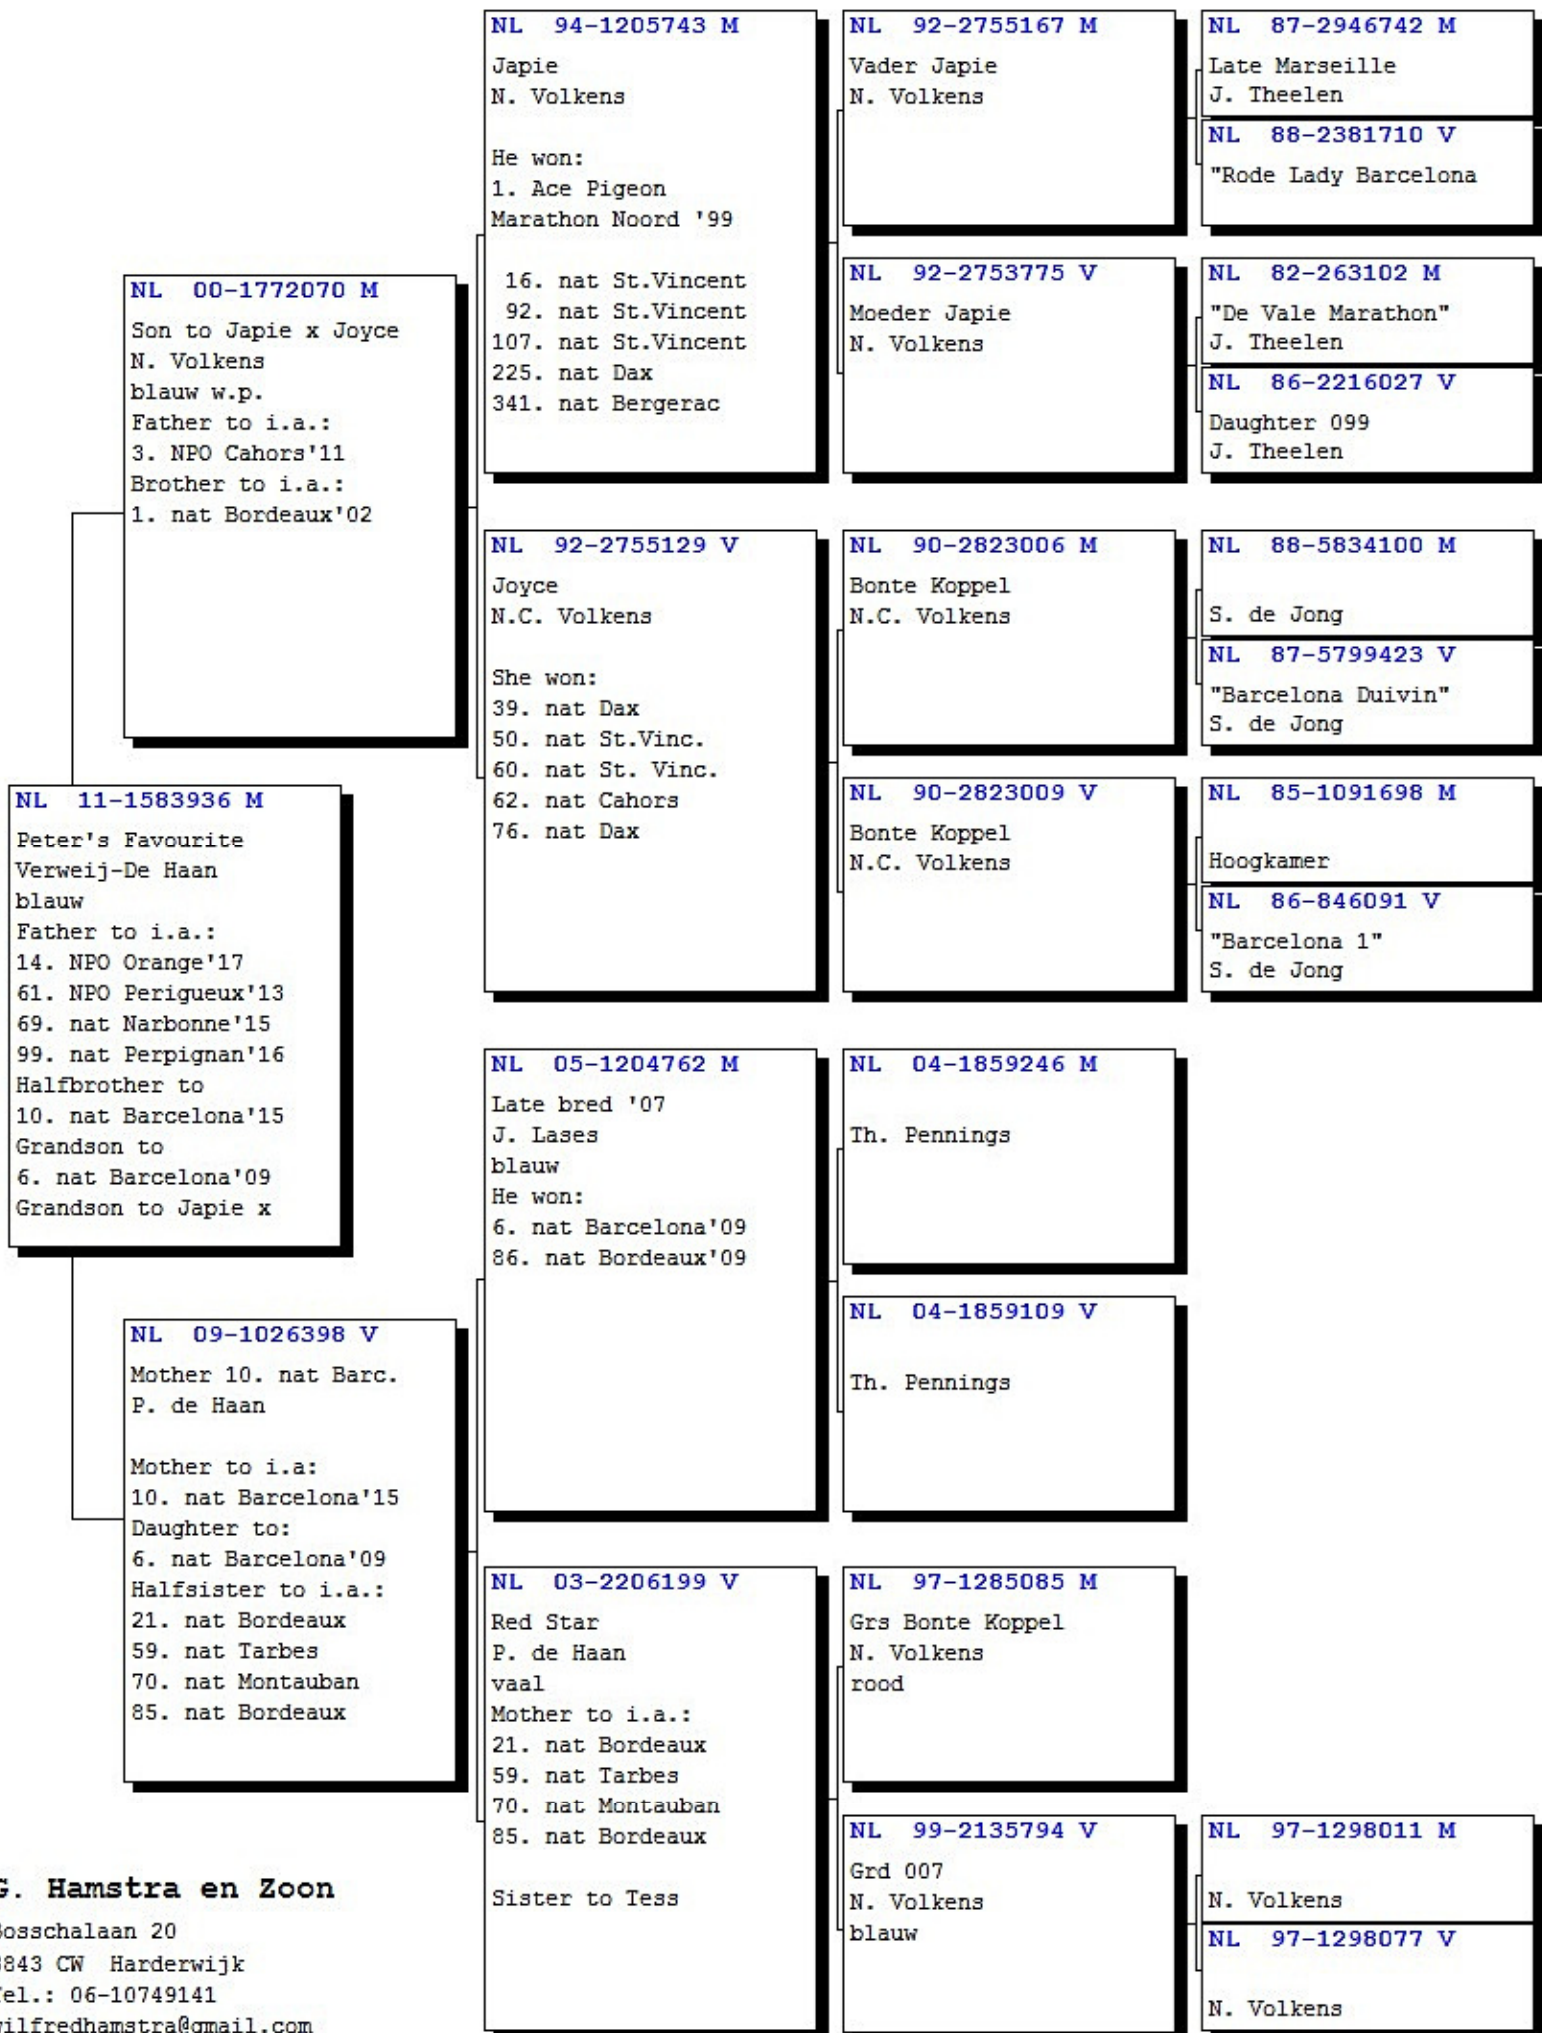 NL 11-1583936 M
Peter's Favourite
Verweij-De Haan
blauw
Father to i.a.:
14. NPO Orange'17
61. NPO Perigueux'13
69. nat Narbonne'15
99. nat Perpignan'16
Halfbrother to
10. nat Barcelona'15
Grandson to
6. nat Barcelona'09
Grandson to Japie x
NL 00-1772070 M
Son to Japie x Joyce
N. Volkens
blauw w.p.
Father to i.a.:
3. NPO Cahors'11
Brother to i.a.:
1. nat Bordeaux'02
NL 09-1026398 V
Mother 10. nat Barc.
P. de Haan
Mother to i.a:
10. nat Barcelona'15
Daughter to:
6. nat Barcelona'09
Halfsister to i.a.:
21. nat Bordeaux
59. nat Tarbes
70. nat Montauban
85. nat Bordeaux
NL 94-1205743 M
Japie
N. Volkens
He won:
1. Ace Pigeon
Marathon Noord '99
16. nat St.Vincent
92. nat St.Vincent
107. nat St.Vincent
225. nat Dax
341. nat Bergerac
NL 92-2755129 V
Joyce
N.C. Volkens
She won:
39. nat Dax
50. nat St.Vinc.
60. nat St. Vinc.
62. nat Cahors
76. nat Dax
NL 05-1204762 M
Late bred '07
J. Lases
blauw
He won:
6. nat Barcelona'09
86. nat Bordeaux'09
NL 03-2206199 V
Red Star
P. de Haan
vaal
Mother to i.a.:
21. nat Bordeaux
59. nat Tarbes
70. nat Montauban
85. nat Bordeaux
Sister to Tess
NL 92-2755167 M
Vader Japie
N. Volkens
NL 92-2753775 V
Moeder Japie
N. Volkens
NL 90-2823006 M
Bonte Koppel
N.C. Volkens
NL 90-2823009 V
Bonte Koppel
N.C. Volkens
NL 04-1859246 M
Th. Pennings
NL 04-1859109 V
Th. Pennings
NL 97-1285085 M
Grs Bonte Koppel
N. Volkens
rood
NL 99-2135794 V
Grd 007
N. Volkens
blauw
NL 87-2946742 M
Late Marseille
J. Theelen
NL 88-2381710 V
"Rode Lady Barcelona
NL 82-263102 M
"De Vale Marathon"
J. Theelen
NL 86-2216027 V
Daughter 099
J. Theelen
NL 88-5834100 M
S. de Jong
NL 87-5799423 V
"Barcelona Duivin"
S. de Jong
NL 85-1091698 M
Hoogkamer
NL 86-846091 V
"Barcelona 1"
S. de Jong
NL 97-1298011 M
N. Volkens
NL 97-1298077 V
N. Volkens
G. Hamstra en Zoon
Bosschalaan 20
3843 CW Harderwijk
Tel.: 06-10749141
wilfredhamstra@gmail.com